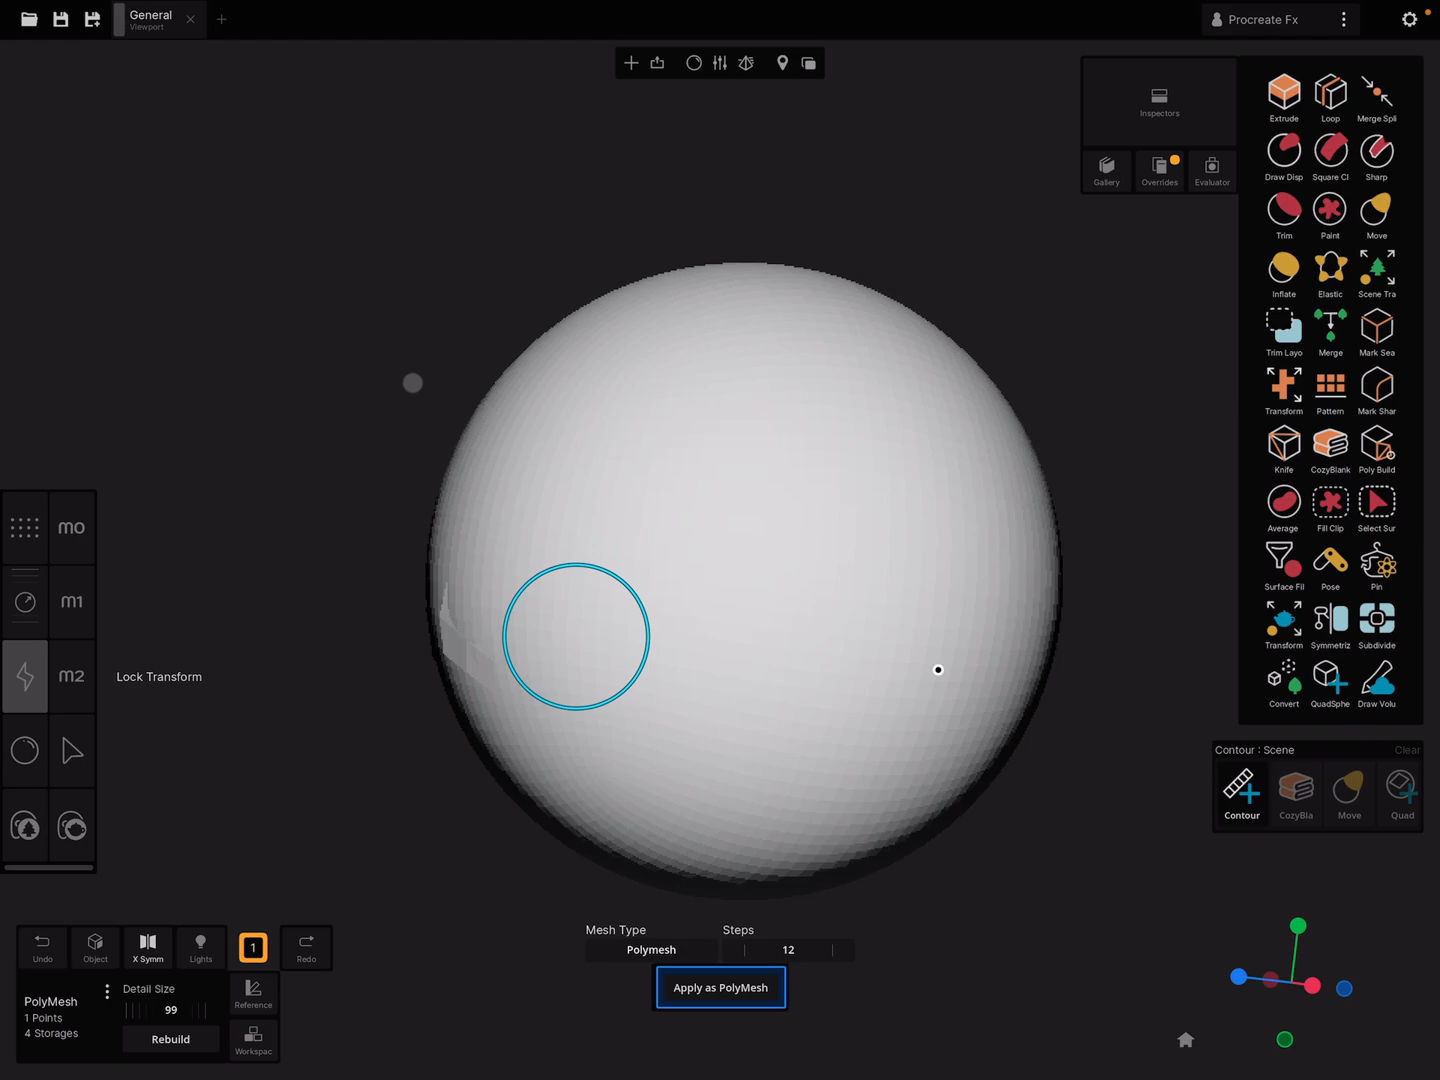 General
Viewport
Procreate Fx
Inspectors
Gallery
Overrides
Evaluator
Extrude
Loop
Merge Spli
Draw Disp
Square Cl
Sharp
Trim
Paint
Move
Inflate
Elastic
Scene Tra
Trim Layo
Merge
Mark Sea
Transform
Pattern
Mark Shar
Knife
CozyBlank
Poly Build
Average
Fill Clip
Select Sur
Surface Fil
Pose
Pin
Transform
Symmetriz
Subdivide
Convert
QuadSphe
Draw Volu
m0
m1
m2
Lock Transform
Contour : Scene
Clear
Contour
CozyBla
Move
Quad
Undo
Object
X Symm
Lights
1
Redo
PolyMesh
1 Points
4 Storages
Detail Size
99
Rebuild
Reference
Workspac
Mesh Type
Steps
Polymesh
12
Apply as PolyMesh